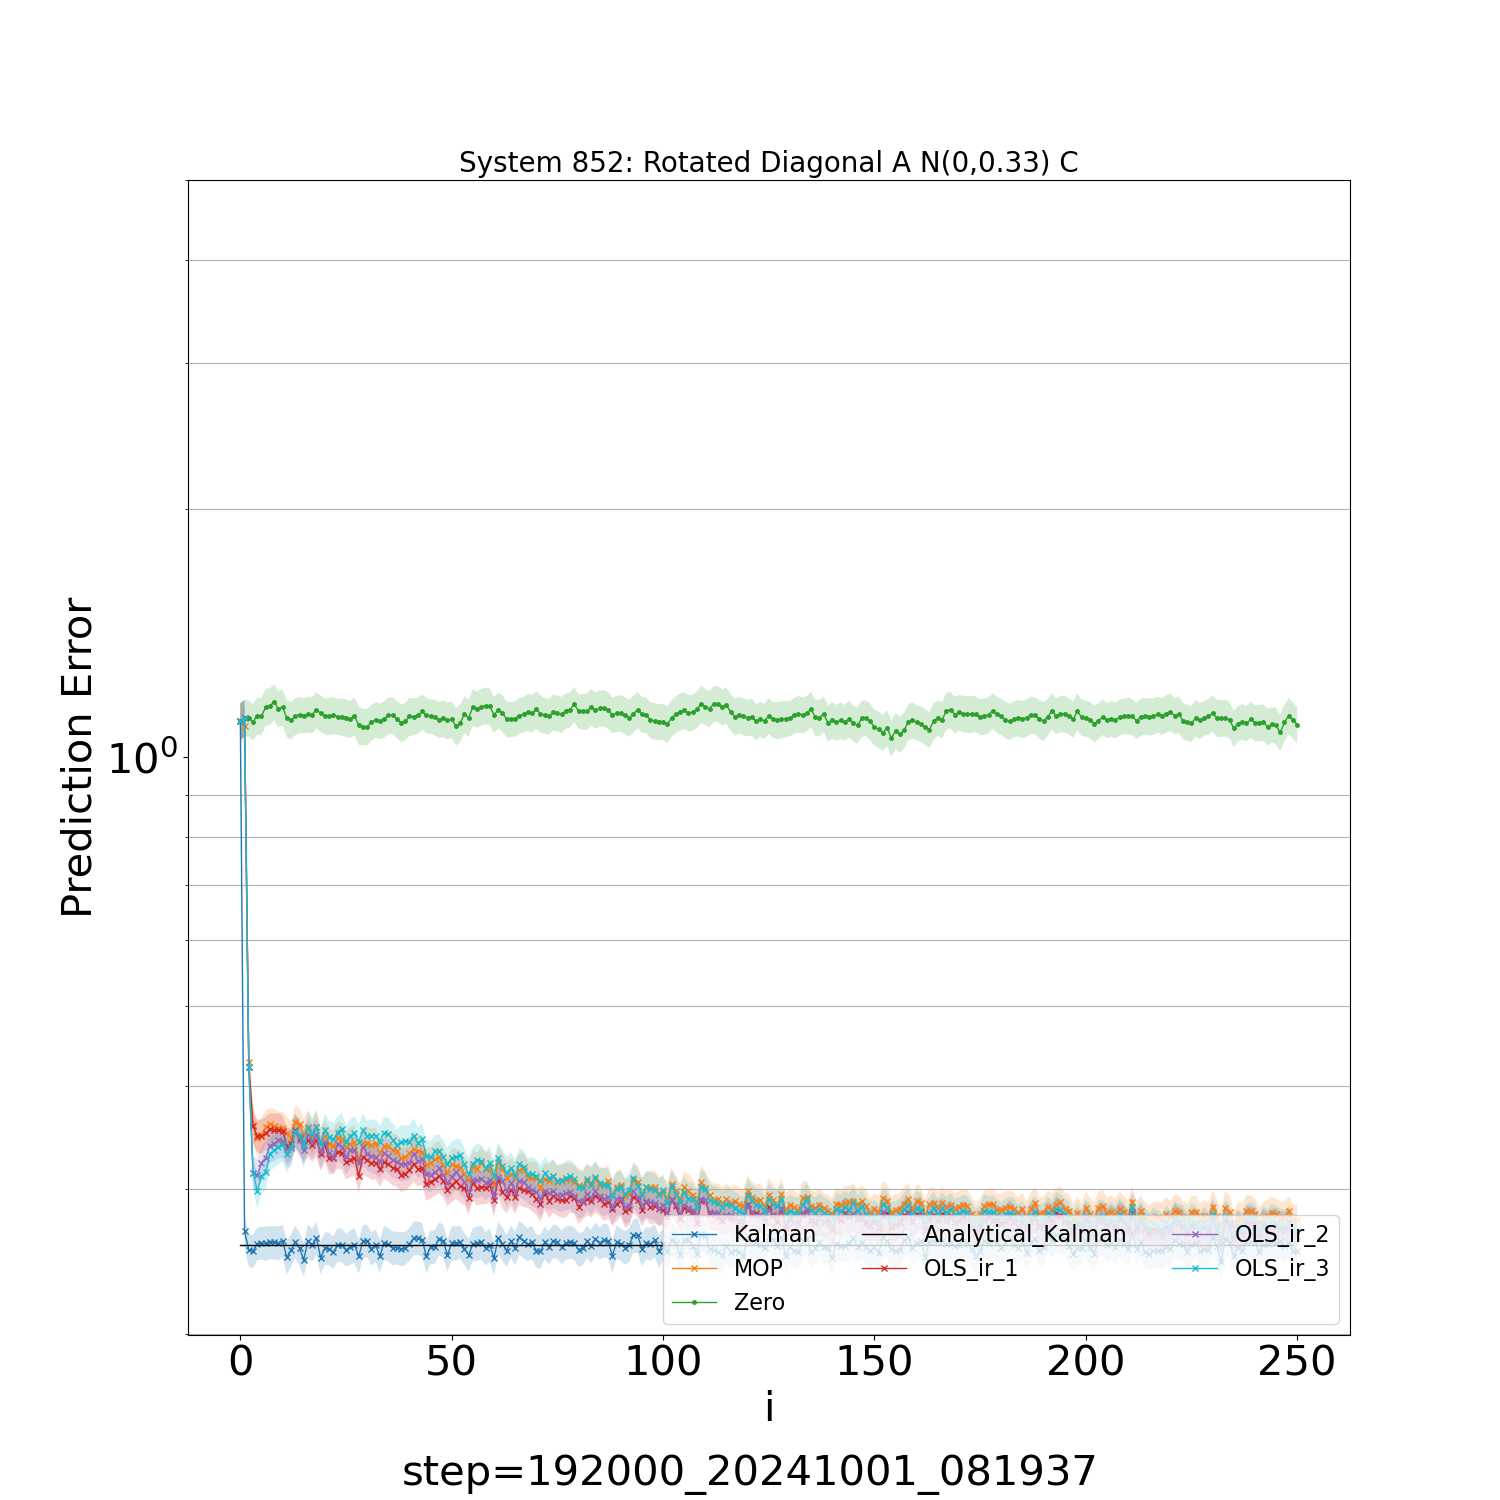 System 852: Rotated Diagonal A N(0,0.33) C
Prediction Error
10⁰
Kalman
MOP
Zero
Analytical_Kalman
OLS_ir_1
OLS_ir_2
OLS_ir_3
0 50 100 150 200 250
i
step=192000_20241001_081937